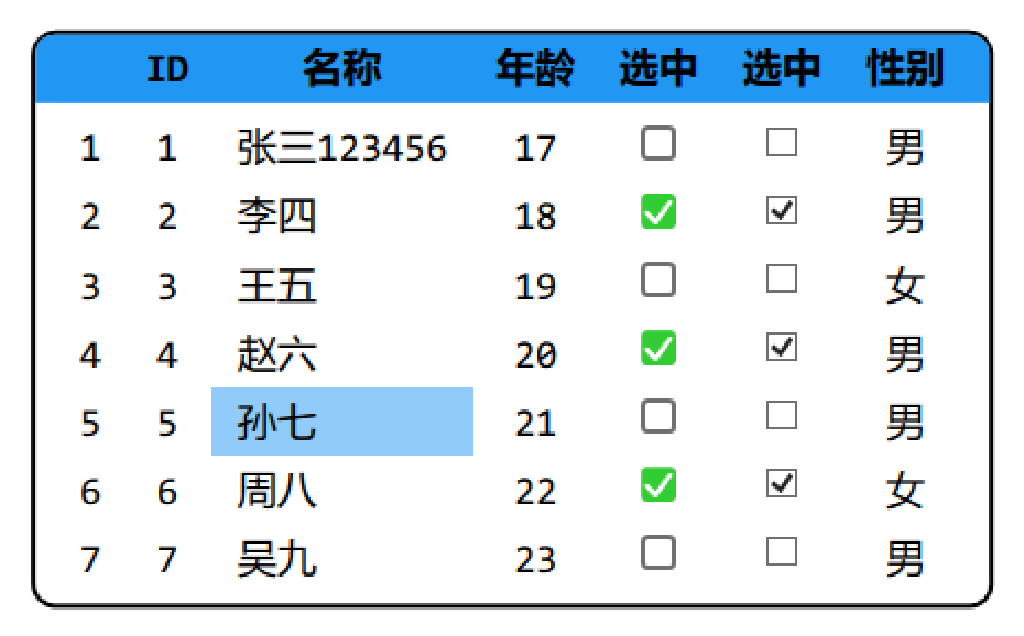 ID 名称 年龄 选中 选中 性别
1 1 张三123456 17 男
2 2 李四 18 男
3 3 王五 19 女
4 4 赵六 20 男
5 5 孙七 21 男
6 6 周八 22 女
7 7 吴九 23 男